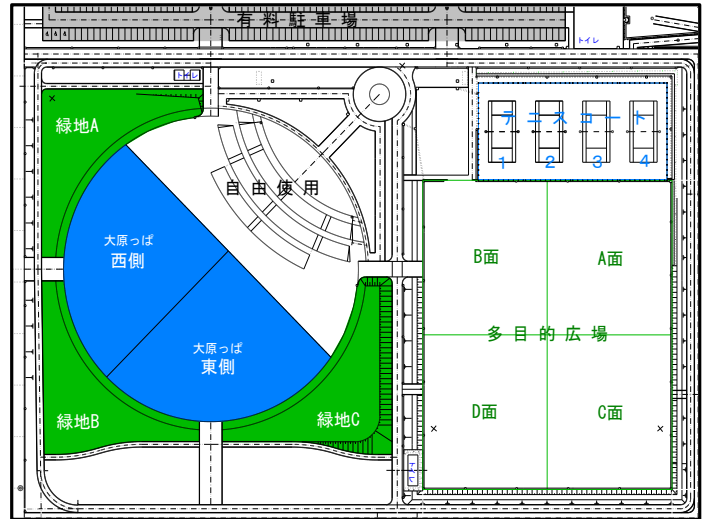 有料駐車場
トイレ
トイレ
緑地A
テニスコート
1 2 3 4
自由使用
大原っぱ
西側
B面
A面
多目的広場
大原っぱ
東側
緑地B
緑地C
D面
C面
トイレ